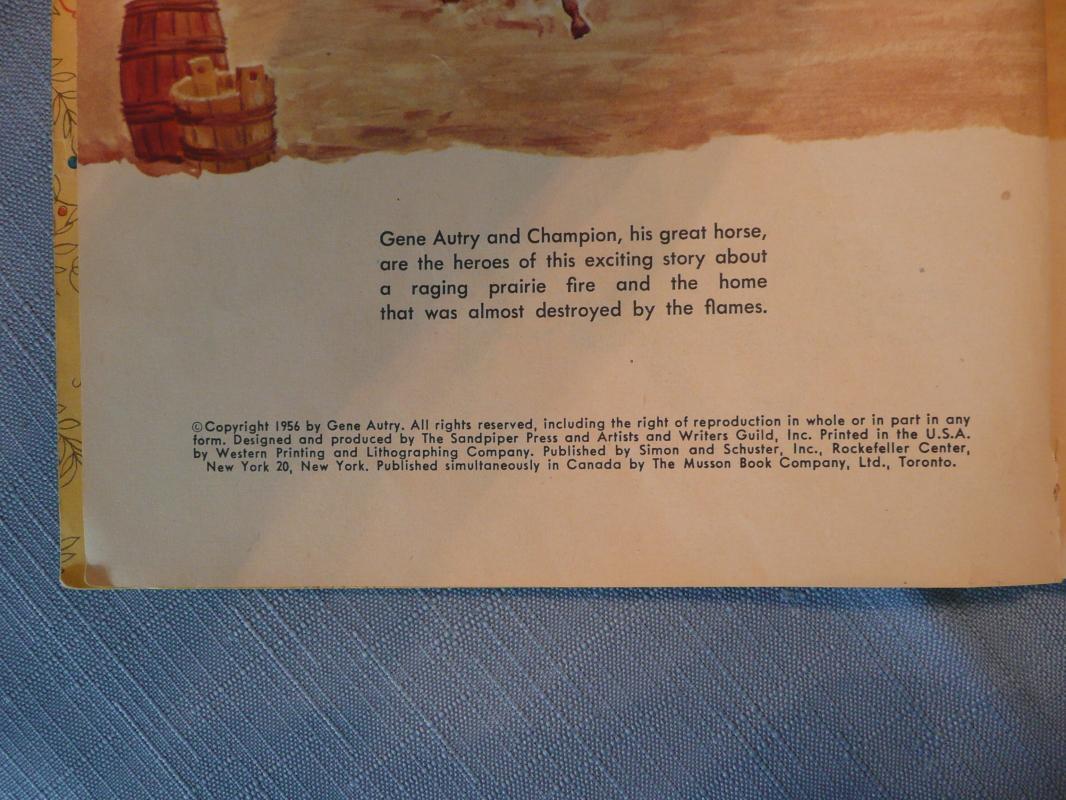 Gene Autry and Champion, his great horse,
are the heroes of this exciting story about
a raging prairie fire and the home
that was almost destroyed by the flames.
©Copyright 1956 by Gene Autry. All rights reserved, including the right of reproduction in whole or in part in any
form. Designed and produced by The Sandpiper Press and Artists and Writers Guild, Inc. Printed in the U.S.A.
by Western Printing and Lithographing Company. Published by Simon and Schuster, Inc., Rockefeller Center,
New York 20, New York. Published simultaneously in Canada by The Musson Book Company, Ltd., Toronto.